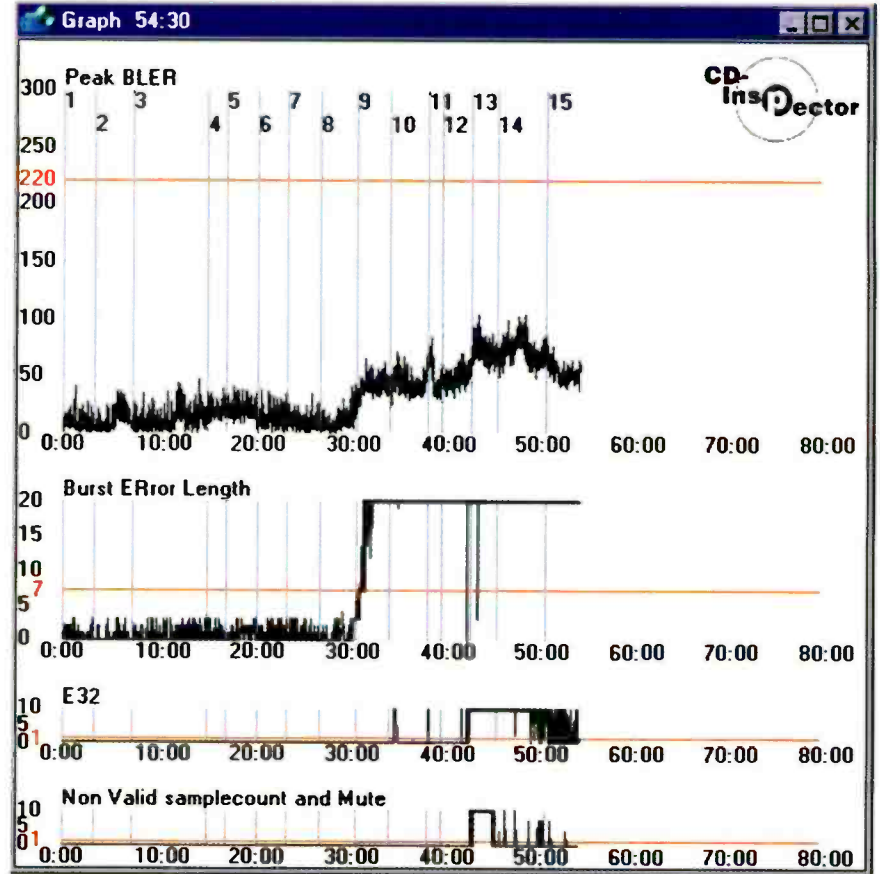 Graph 54:30
CD-
Inspector
Peak BLER
300
1 3 5 7 9 11 13 15
2 4 6 8 10 12 14
250
220
200
150
100
50
0
0:00 10:00 20:00 30:00 40:00 50:00 60:00 70:00 80:00
Burst ERror Length
20
15
10
7
5
0
0:00 10:00 20:00 30:00 40:00 50:00 60:00 70:00 80:00
E32
10
5
1
0
0:00 10:00 20:00 30:00 40:00 50:00 60:00 70:00 80:00
Non Valid samplecount and Mute
10
5
1
0
0:00 10:00 20:00 30:00 40:00 50:00 60:00 70:00 80:00